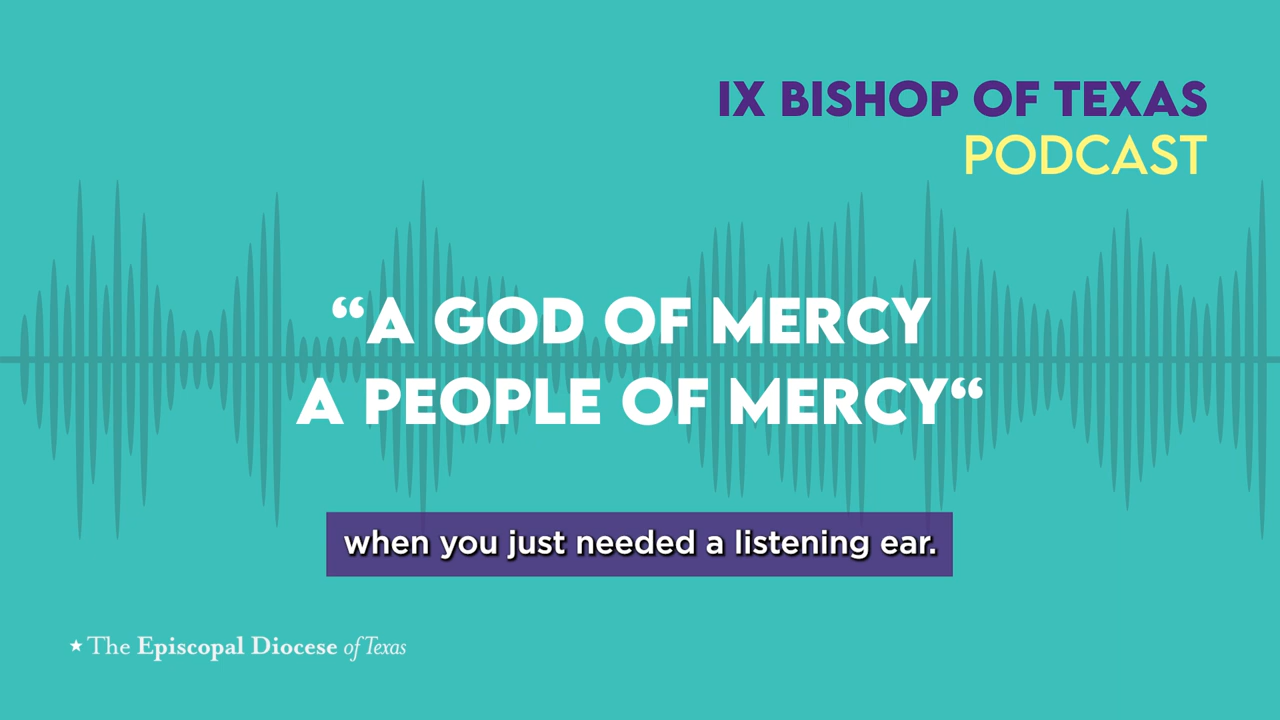 IX BISHOP OF TEXAS
PODCAST
“A GOD OF MERCY
A PEOPLE OF MERCY“
when you just needed a listening ear.
The Episcopal Diocese of Texas